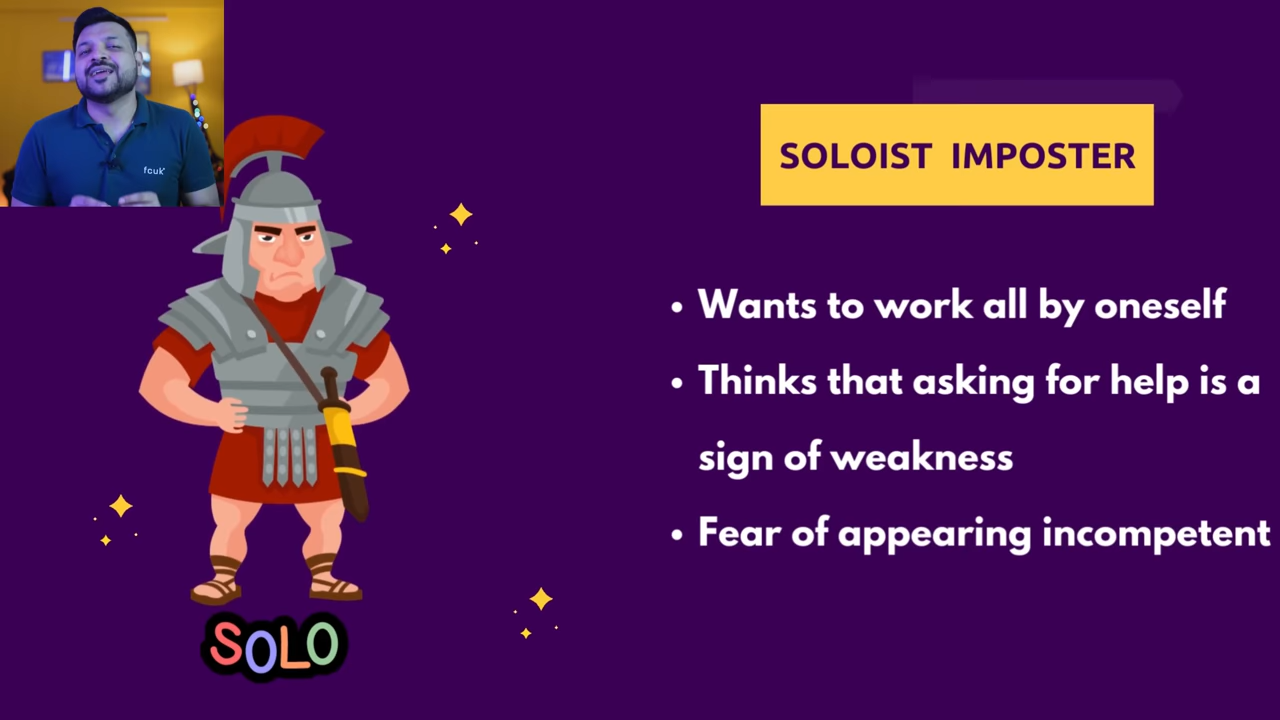 fcuk
SOLOIST IMPOSTER
• Wants to work all by oneself
• Thinks that asking for help is a
sign of weakness
• Fear of appearing incompetent
SOLO